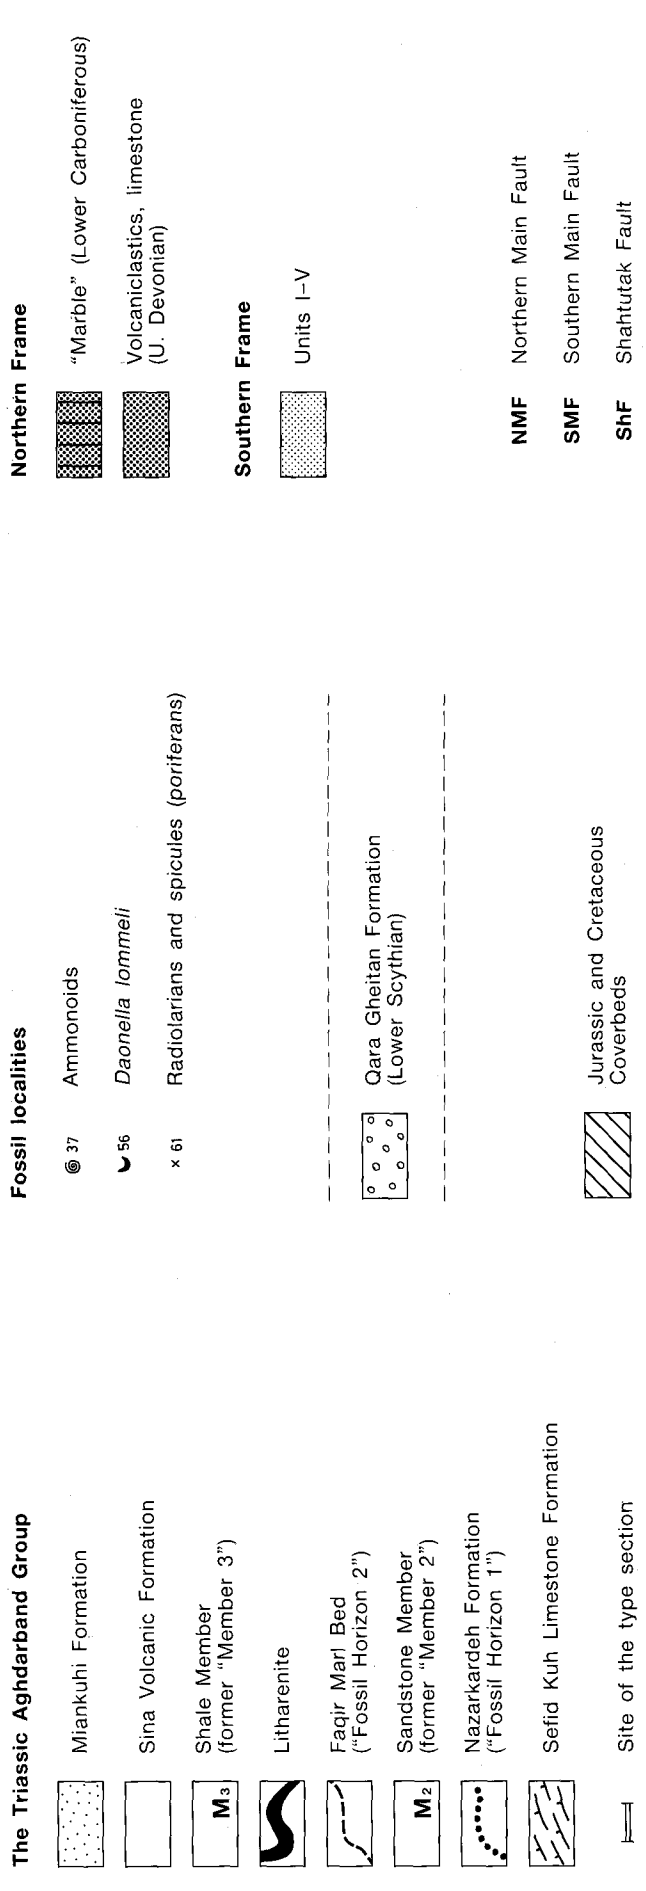 The Triassic Aghdarband Group
Miankuhi Formation
Sina Volcanic Formation
Shale Member
(former “Member 3”)
M3
Litharenite
Faqir Marl Bed
(“Fossil Horizon 2”)
Sandstone Member
(former “Member 2”)
M2
Nazarkardeh Formation
(“Fossil Horizon 1”)
Sefid Kuh Limestone Formation
Site of the type section
Fossil localities
37 Ammonoids
56 Daonella lommeli
x 61 Radiolarians and spicules (poriferans)
Qara Gheitan Formation
(Lower Scythian)
Jurassic and Cretaceous
Coverbeds
Northern Frame
“Marble” (Lower Carboniferous)
Volcaniclastics, limestone
(U. Devonian)
Southern Frame
Units I–V
NMF Northern Main Fault
SMF Southern Main Fault
ShF Shahtutak Fault